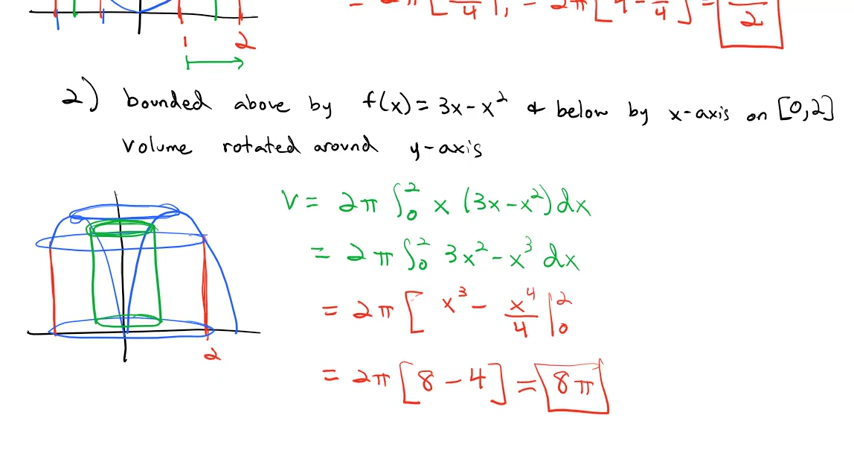 1 2
2) bounded above by f(x) = 3x - x² & below by x-axis on [0,2]
Volume rotated around y-axis
V = 2π ∫₀² x (3x - x²) dx
= 2π ∫₀² 3x² - x³ dx
= 2π [ x³ - x⁴/4 |₀²
2
= 2π [8 - 4] = 8π